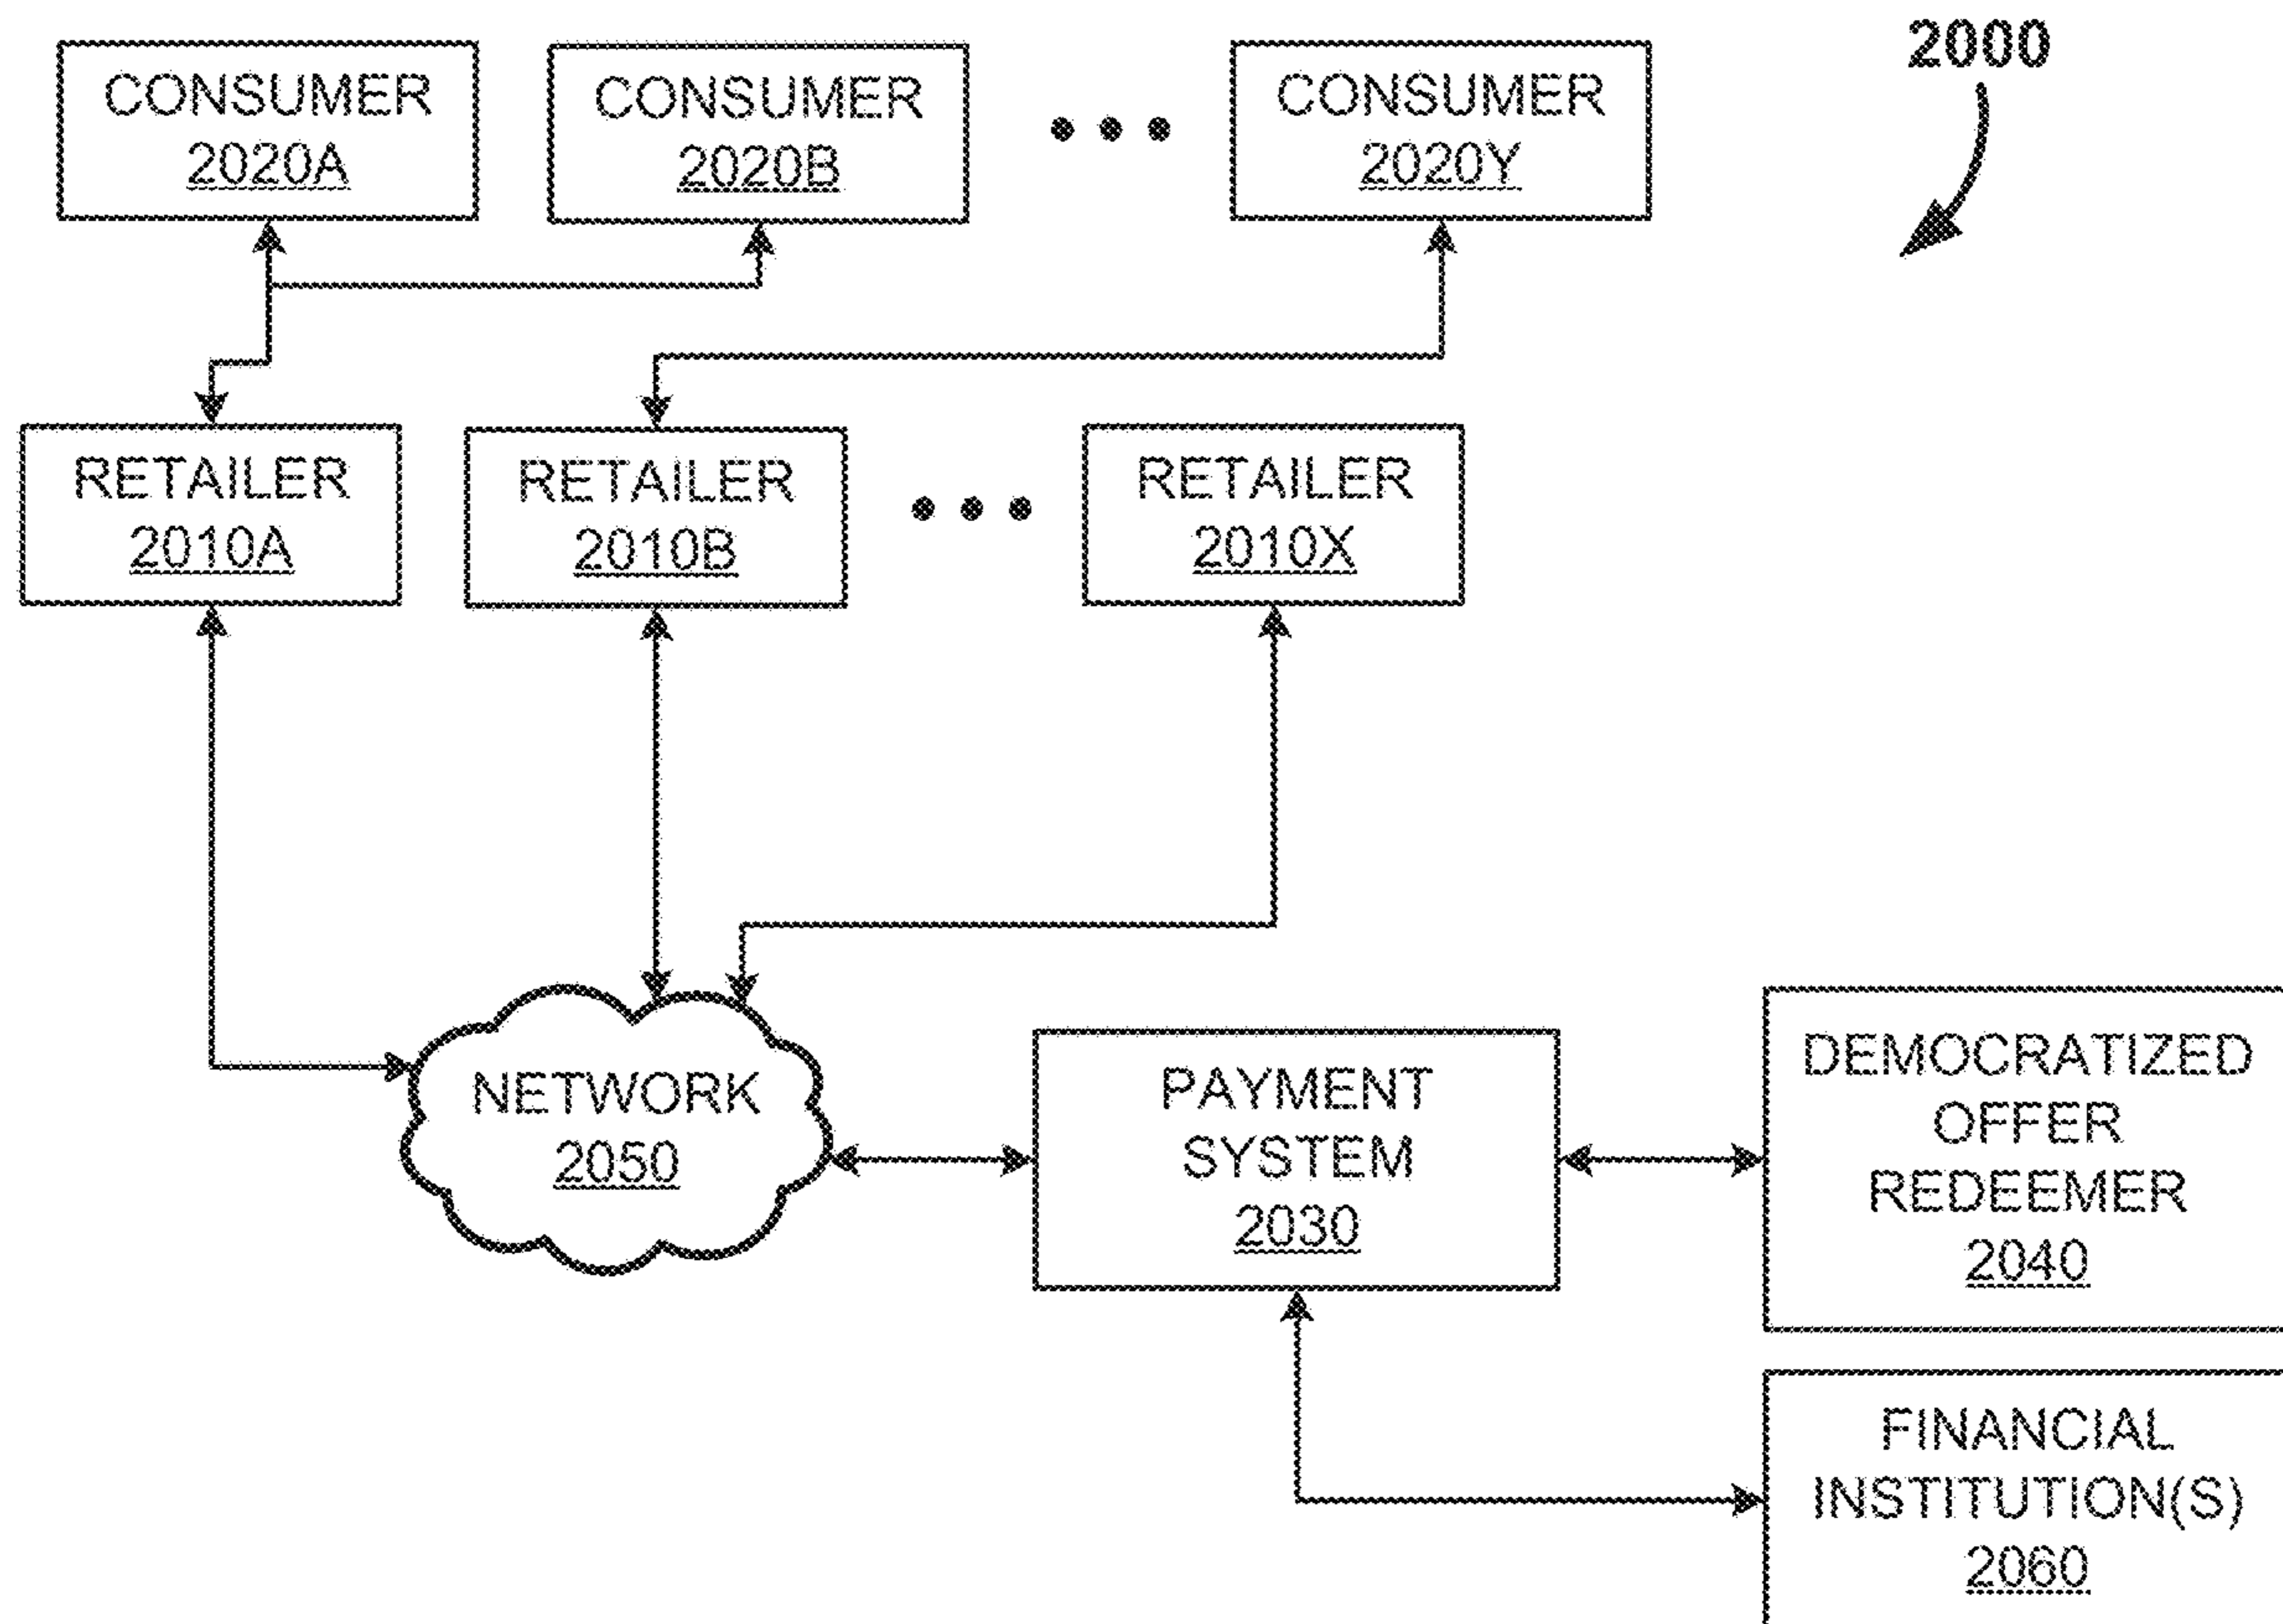 2000
CONSUMER
2020A
CONSUMER
2020B
CONSUMER
2020Y
RETAILER
2010A
RETAILER
2010B
RETAILER
2010X
NETWORK
2050
PAYMENT
SYSTEM
2030
DEMOCRATIZED
OFFER
REDEEMER
2040
FINANCIAL
INSTITUTION(S)
2060